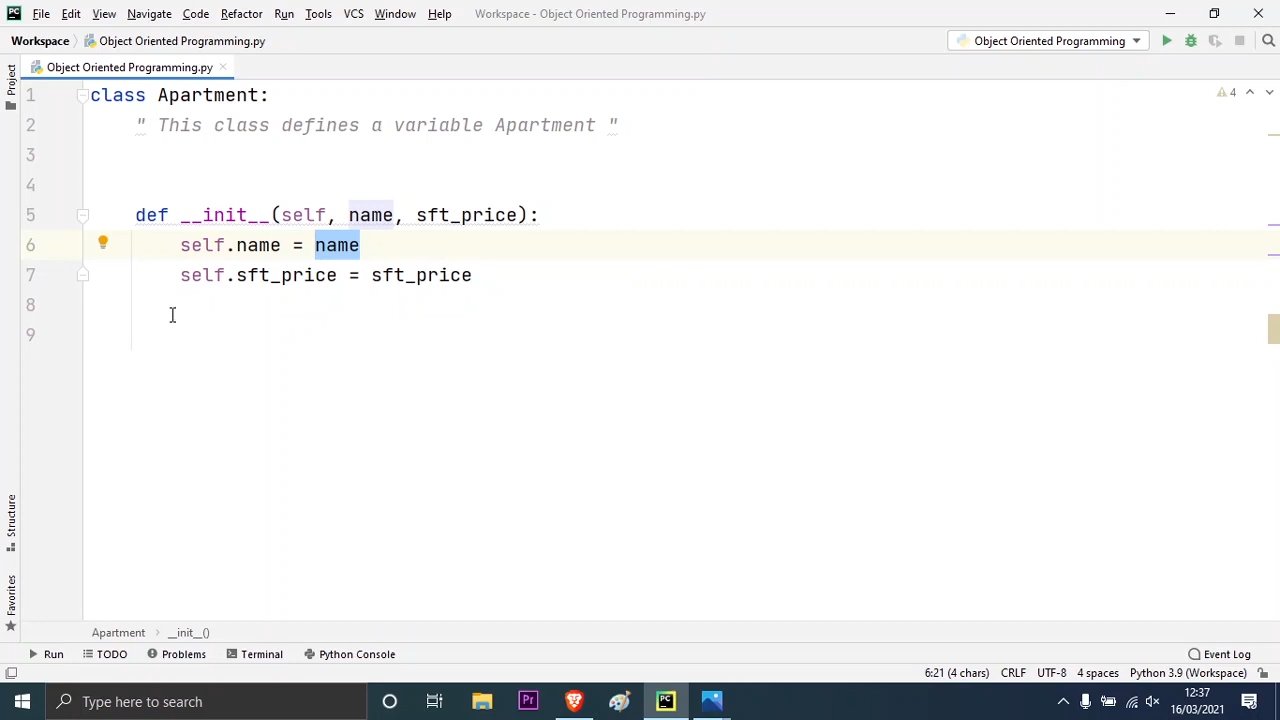 PC File Edit View Navigate Code Refactor Run Tools VCS Window Help Workspace - Object Oriented Programming.py
Workspace Object Oriented Programming.py Object Oriented Programming
Project Object Oriented Programming.py
1 class Apartment: 4
2 " This class defines a variable Apartment "
3
4
5 def __init__(self, name, sft_price):
6 self.name = name
7 self.sft_price = sft_price
8
9
Structure
Favorites
Apartment __init__()
Run TODO Problems Terminal Python Console Event Log
6:21 (4 chars) CRLF UTF-8 4 spaces Python 3.9 (Workspace)
Type here to search Pr PC 12:37
16/03/2021